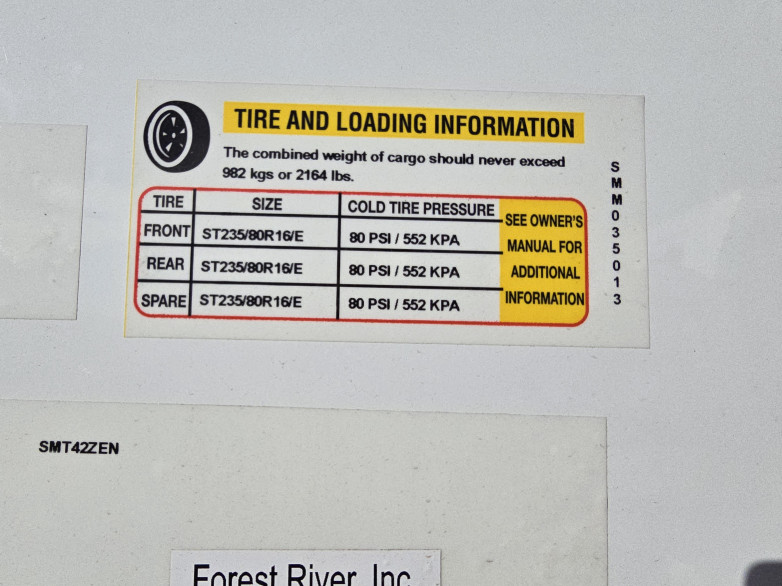 TIRE AND LOADING INFORMATION
The combined weight of cargo should never exceed
982 kgs or 2164 lbs.
TIRE SIZE COLD TIRE PRESSURE
FRONT ST235/80R16/E 80 PSI / 552 KPA
REAR ST235/80R16/E 80 PSI / 552 KPA
SPARE ST235/80R16/E 80 PSI / 552 KPA
SEE OWNER'S
MANUAL FOR
ADDITIONAL
INFORMATION
SMM035013
SMT42ZEN
Forest River, Inc.